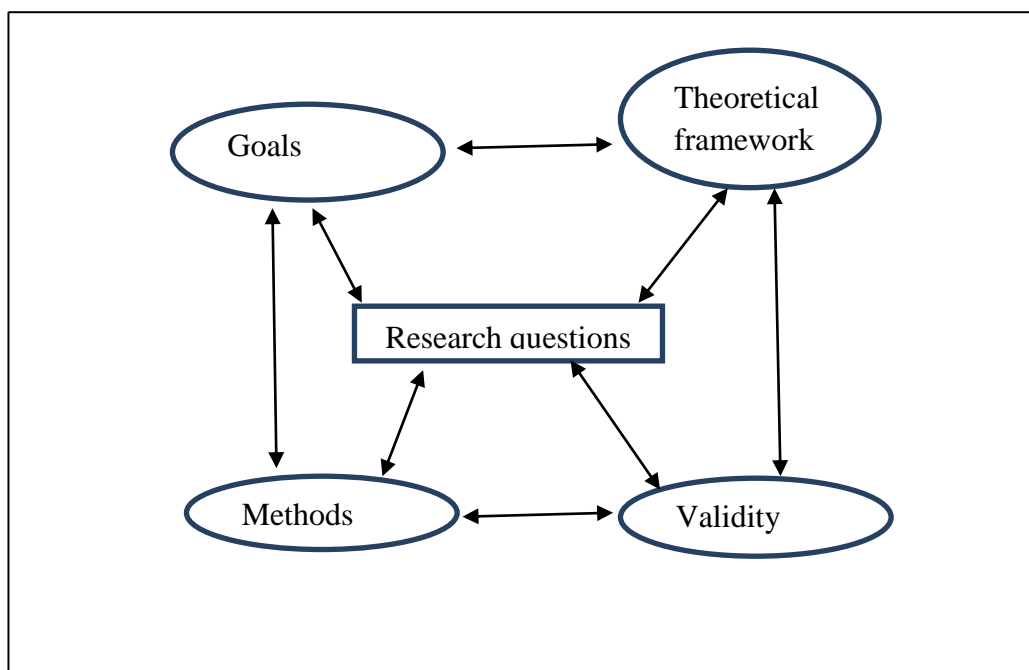 Theoretical
framework
Goals
Research questions
Methods
Validity